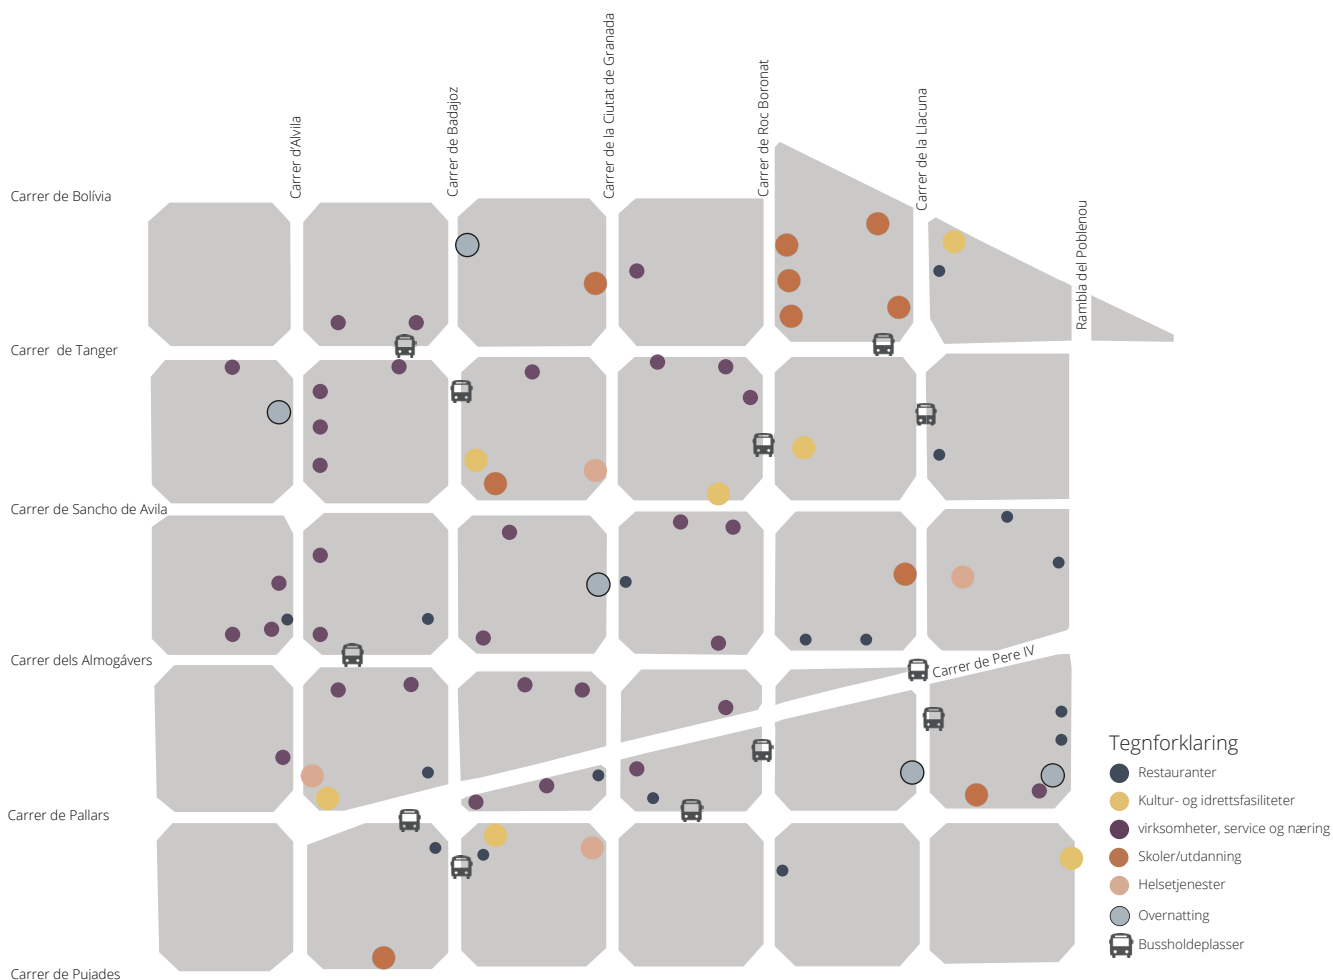 Carrer d'Alvila
Carrer de Badajoz
Carrer de la Ciutat de Granada
Carrer de Roc Boronat
Carrer de la Llacuna
Rambla del Poblenou
Carrer de Bolívia
Carrer de Tanger
Carrer de Sancho de Avila
Carrer dels Almogávers
Carrer de Pere IV
Carrer de Pallars
Carrer de Pujades
Tegnforklaring
Restauranter
Kultur- og idrettsfasiliteter
virksomheter, service og næring
Skoler/utdanning
Helsetjenester
Overnatting
Bussholdeplasser